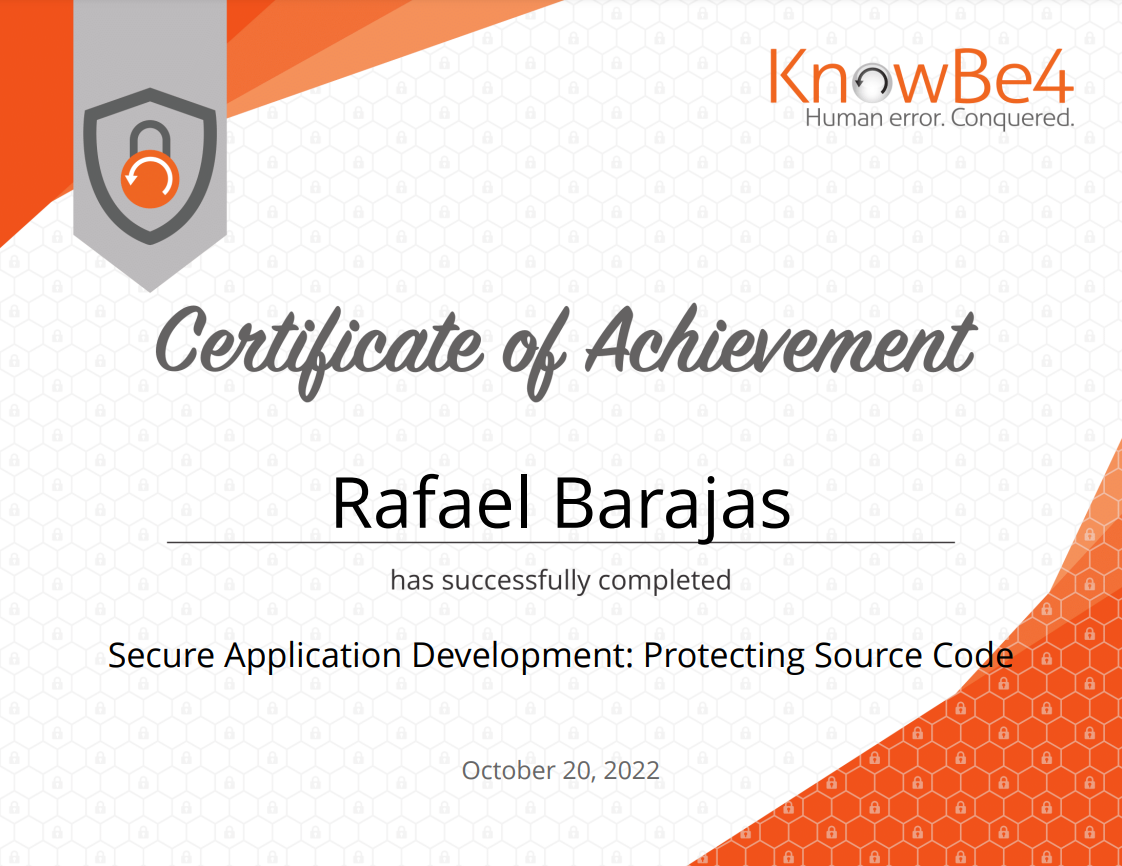 KnowBe4
Human error. Conquered.
Certificate of Achievement
Rafael Barajas
has successfully completed
Secure Application Development: Protecting Source Code
October 20, 2022